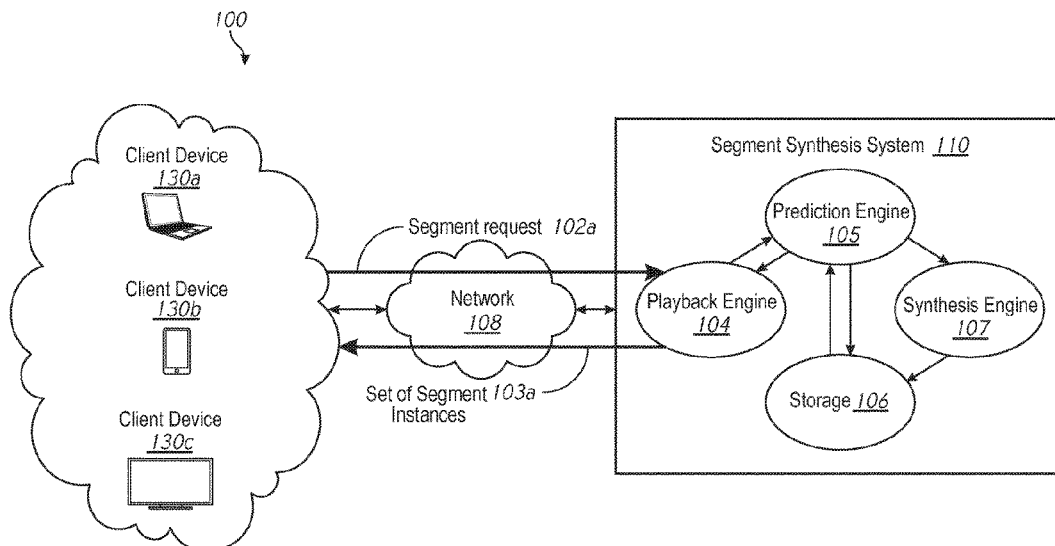 100
Client Device
130a
Client Device
130b
Client Device
130c
Segment request 102a
Network
108
Set of Segment 103a
Instances
Segment Synthesis System 110
Prediction Engine
105
Playback Engine
104
Synthesis Engine
107
Storage 106